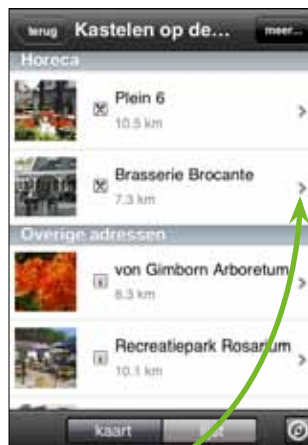 terug Kastelen op de... meer...
Horeca
Plein 6
10.5 km
Brasserie Brocante
7.3 km
Overige adressen
von Gimborn Arboretum
8.3 km
Recreatiepark Rosarium
10.1 km
kaart lijst